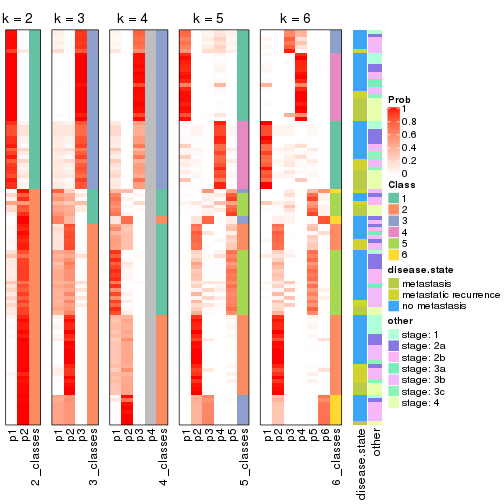 k = 2 k = 3 k = 4 k = 5 k = 6
Prob
1
0.8
0.6
0.4
0.2
0
Class
1
2
3
4
5
6
disease.state
metastasis
metastatic recurrence
no metastasis
other
stage: 1
stage: 2a
stage: 2b
stage: 3a
stage: 3b
stage: 3c
stage: 4
p1 p2 2_classes p1 p2 p3 3_classes p1 p2 p3 p4 4_classes p1 p2 p3 p4 p5 5_classes p1 p2 p3 p4 p5 p6 6_classes disease.state other